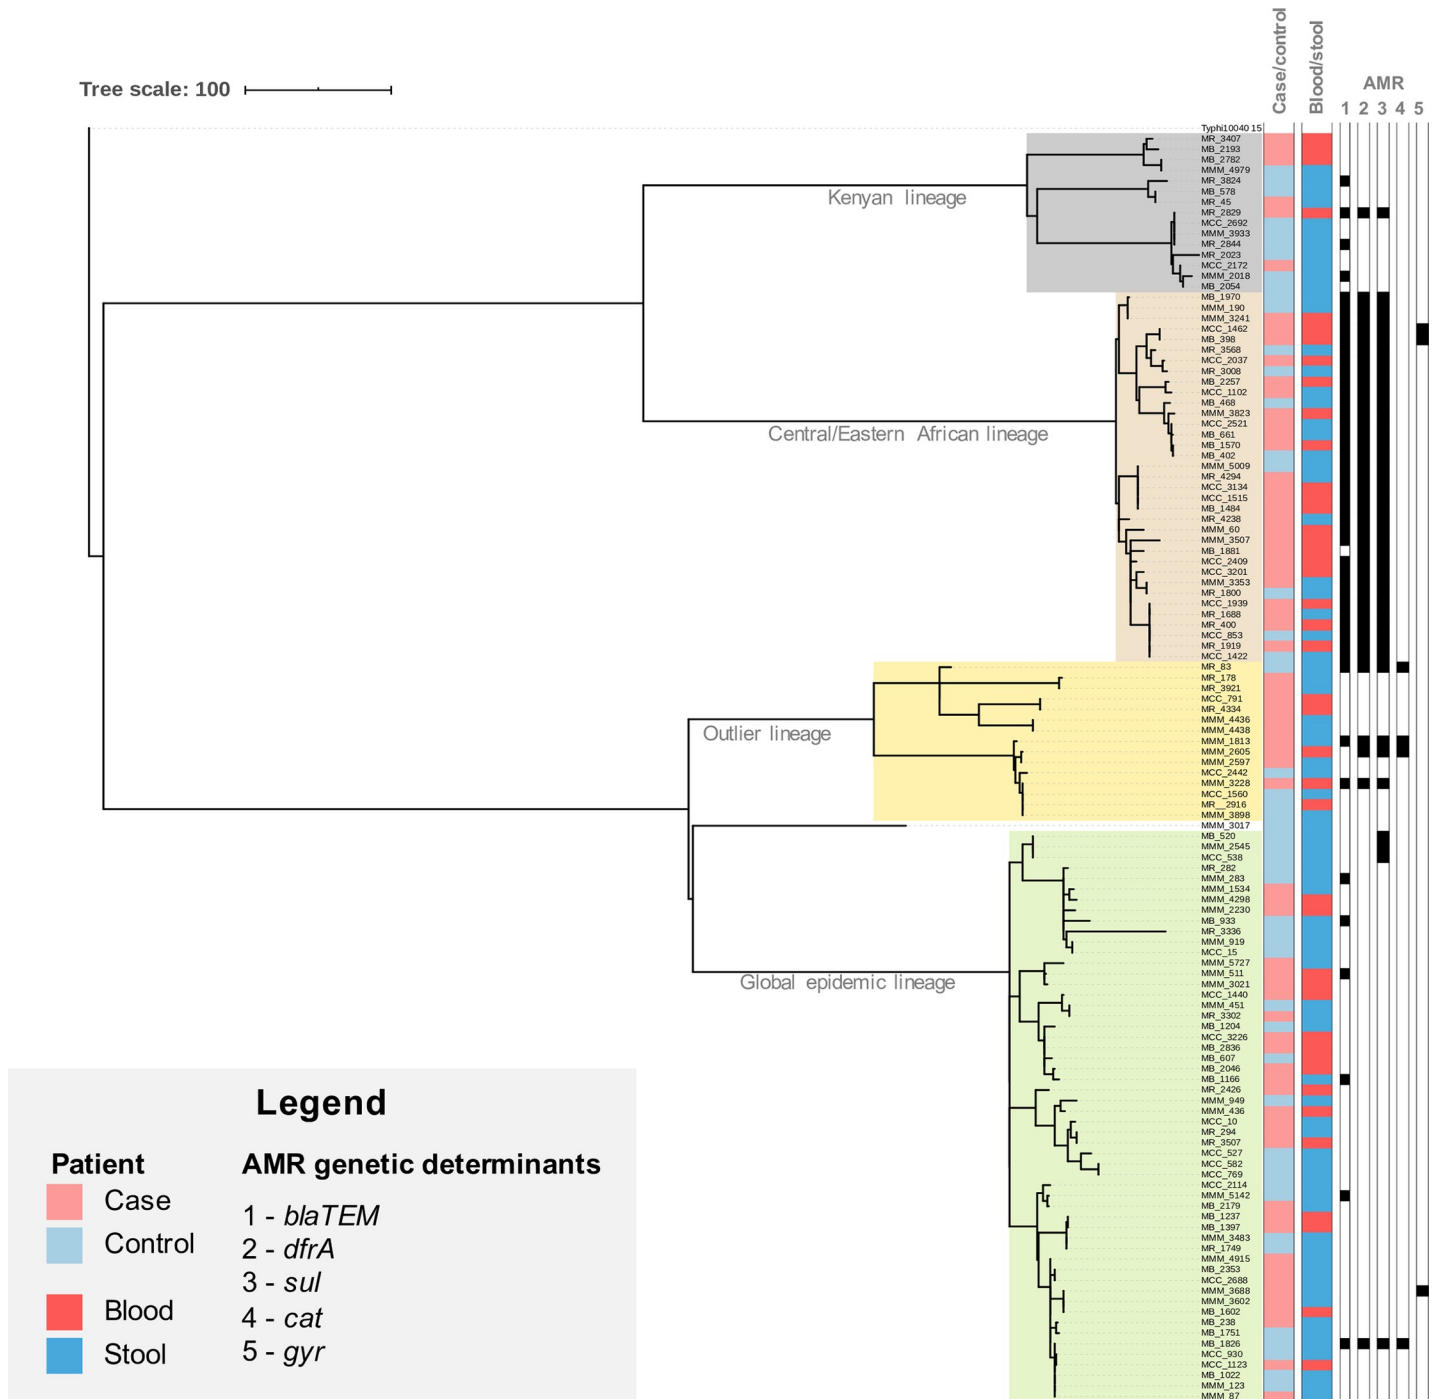 Case/control
Blood/stool
AMR
1 2 3 4 5
Tree scale: 100
Typhi10040 15
MR_3407
MB_2193
MB_2782
MMM_4979
MR_3824
MB_578
MR_45
MR_2829
MCC_2692
MMM_3933
MR_2844
MR_2023
MCC_2172
MMM_2018
MB_2054
Kenyan lineage
MB_1970
MMM_190
MMM_3241
MCC_1462
MB_398
MR_3568
MCC_2037
MR_3008
MB_2257
MCC_1102
MB_468
MMM_3823
MCC_2521
MB_661
MB_1570
MB_402
MMM_5009
MR_4294
MCC_3134
MCC_1515
MB_1484
MR_4238
MMM_60
MMM_3507
MB_1881
MCC_2409
MCC_3201
MMM_3353
MR_1800
MCC_1939
MR_1688
MR_400
MCC_853
MR_1919
MCC_1422
Central/Eastern African lineage
MR_83
MR_178
MR_3921
MCC_791
MR_4334
MMM_4436
MMM_4438
MMM_1813
MMM_2605
MMM_2597
MCC_2442
MMM_3228
MCC_1560
MR__2916
MMM_3898
Outlier lineage
MMM_3017
MB_520
MMM_2545
MCC_538
MR_282
MMM_283
MMM_1534
MMM_4298
MMM_2230
MB_933
MR_3336
MMM_919
MCC_15
MMM_5727
MMM_511
MMM_3021
MCC_1440
MMM_451
MR_3302
MB_1204
MCC_3226
MB_2836
MB_607
MB_2046
MB_1166
MR_2426
MMM_949
MMM_436
MCC_10
MR_294
MR_3507
MCC_527
MCC_582
MCC_769
MCC_2114
MMM_5142
MB_2179
MB_1237
MB_1397
MMM_3483
MR_1749
MMM_4915
MB_2353
MCC_2688
MMM_3688
MMM_3602
MB_1602
MB_238
MB_1751
MB_1826
MCC_930
MCC_1123
MB_1022
MMM_123
MMM_87
Global epidemic lineage
Legend
Patient
Case
Control
Blood
Stool
AMR genetic determinants
1 - blaTEM
2 - dfrA
3 - sul
4 - cat
5 - gyr